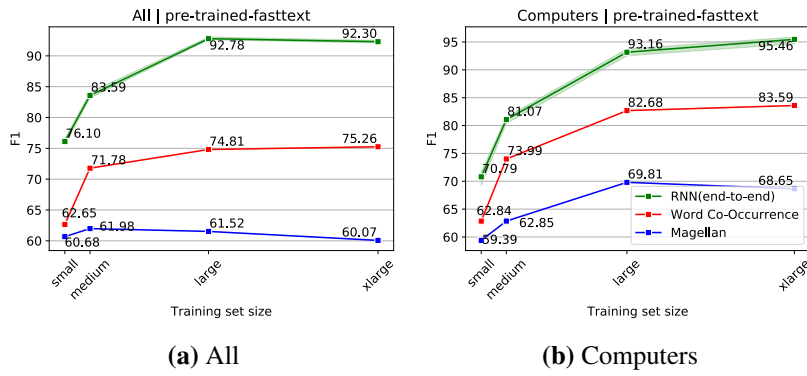 All | pre-trained-fasttext
F1
90
85
80
75
70
65
60
76.10
83.59
92.78
92.30
62.65
71.78
74.81
75.26
60.68
61.98
61.52
60.07
small
medium
large
xlarge
Training set size
(a) All
Computers | pre-trained-fasttext
F1
95
90
85
80
75
70
65
60
70.79
81.07
93.16
95.46
62.84
73.99
82.68
83.59
59.39
62.85
69.81
68.65
RNN(end-to-end)
Word Co-Occurrence
Magellan
small
medium
large
xlarge
Training set size
(b) Computers